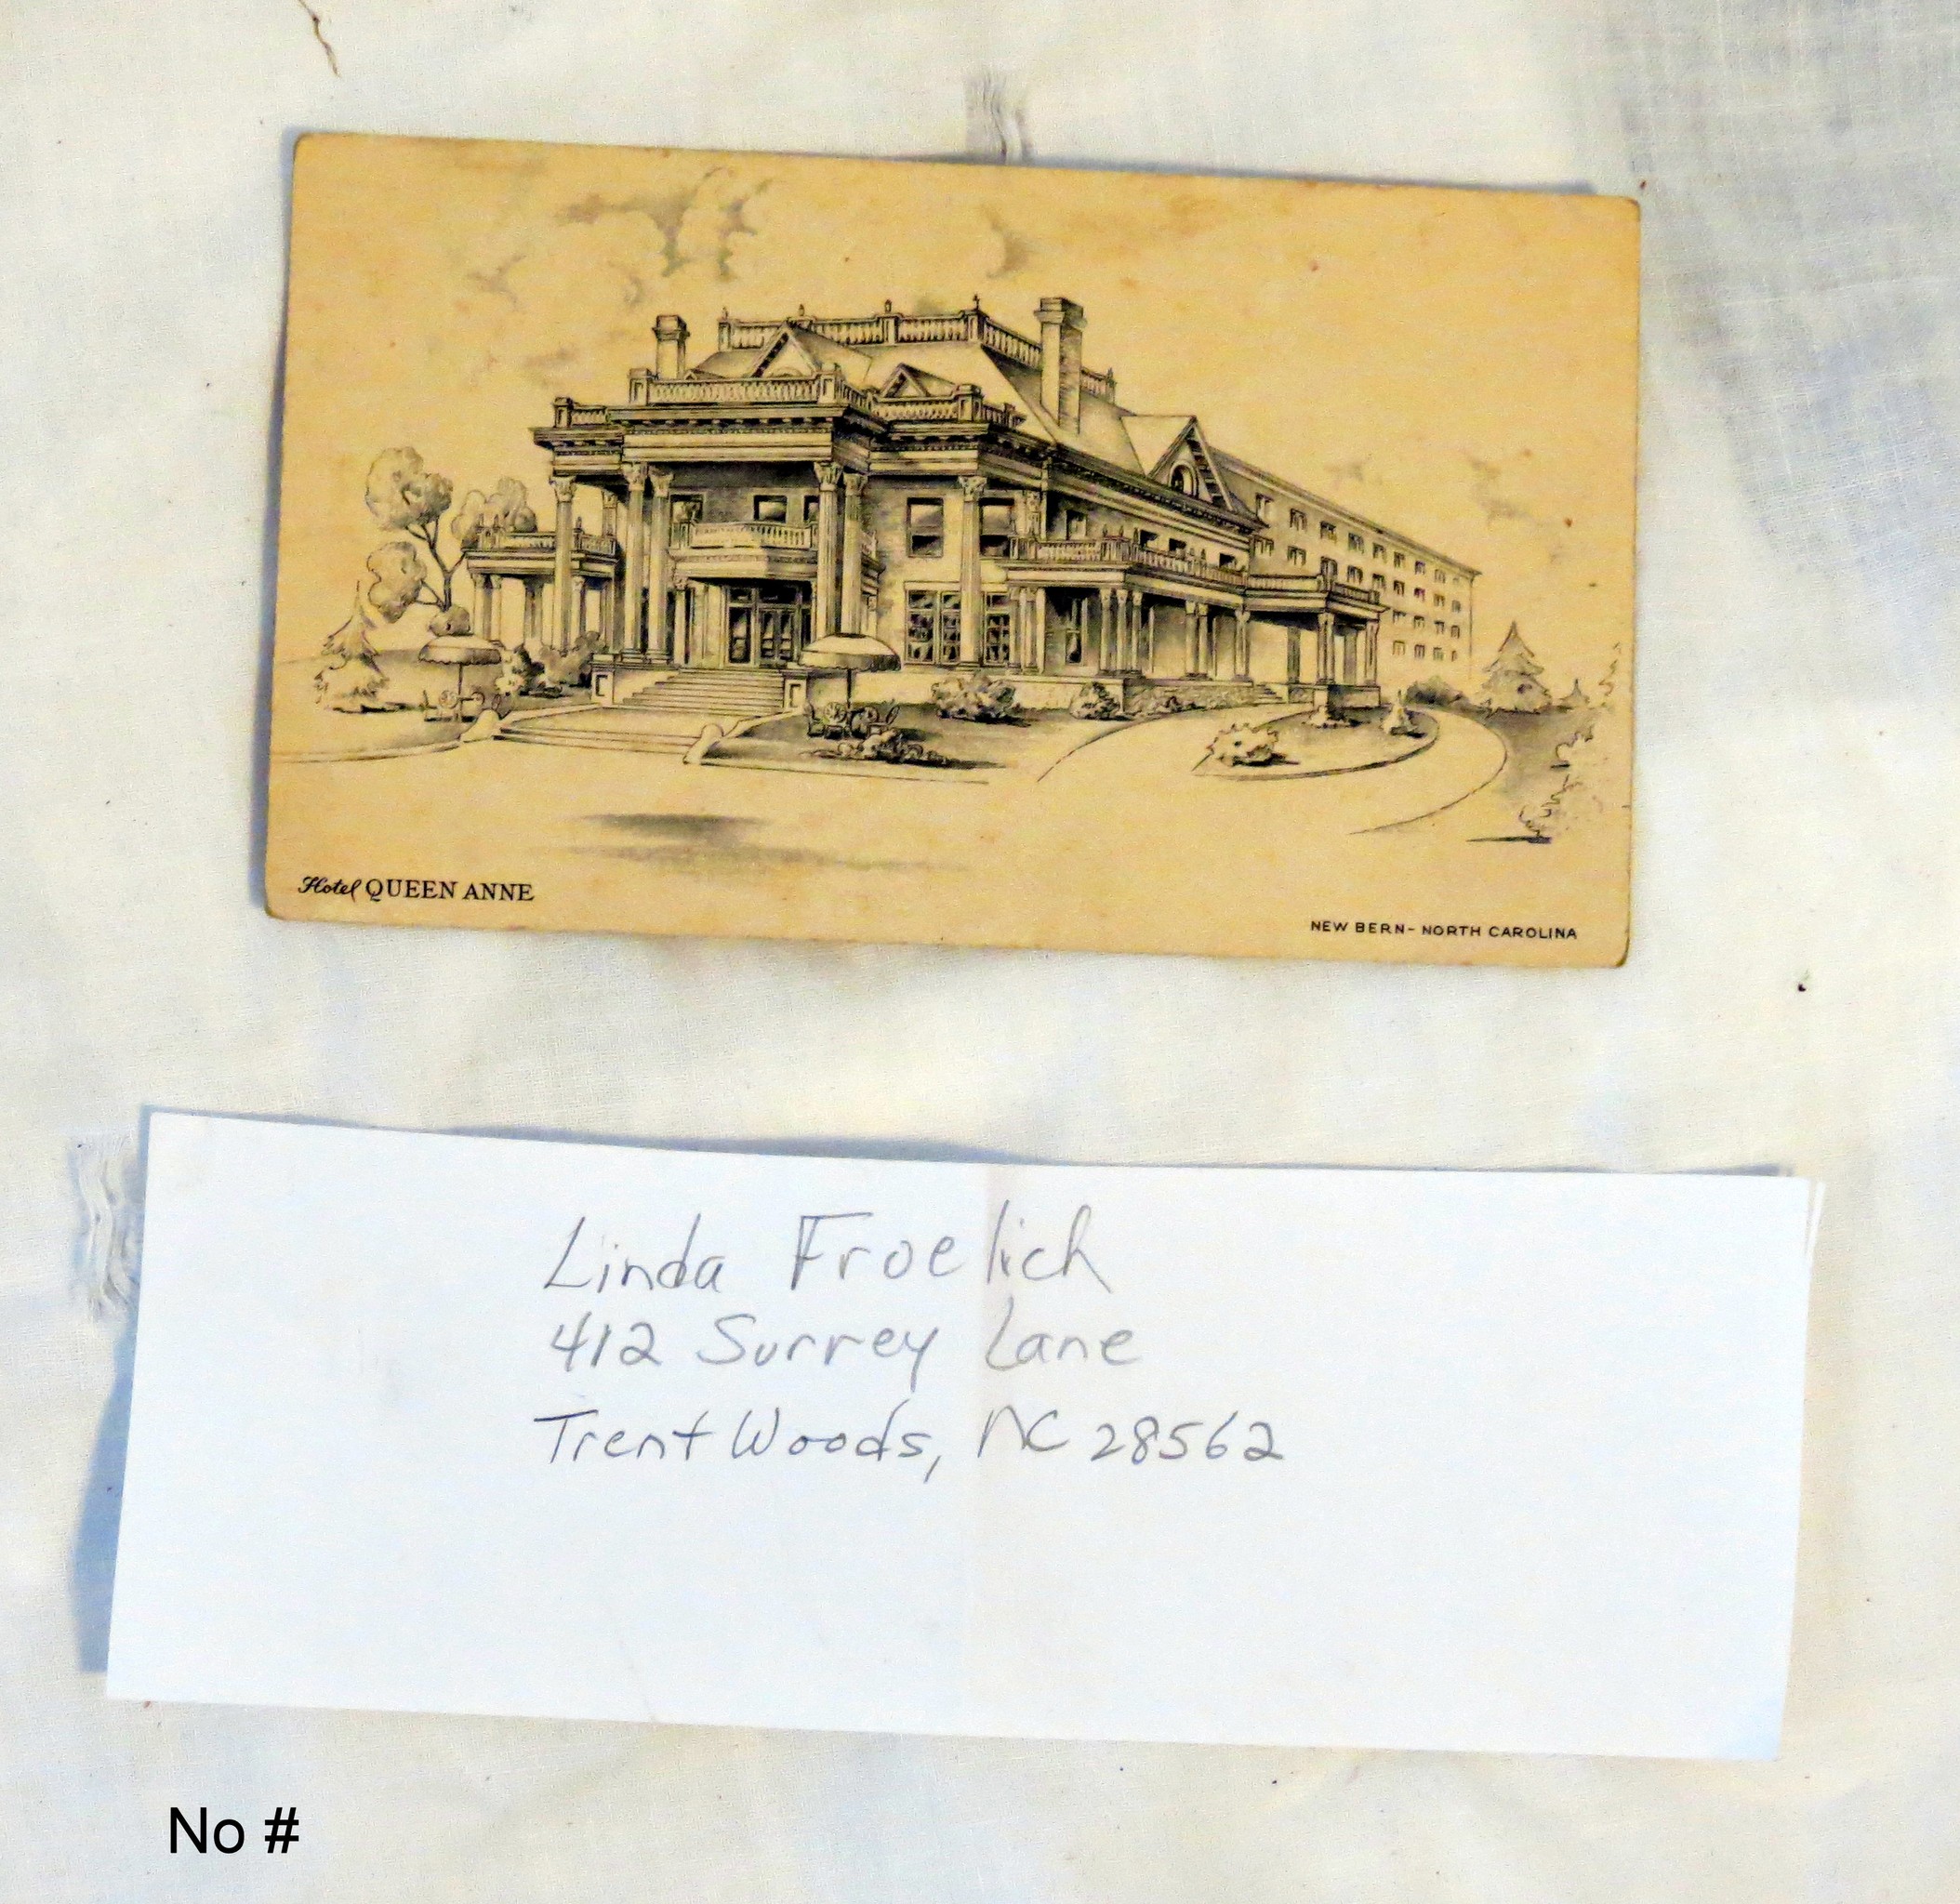 Hotel QUEEN ANNE
NEW BERN- NORTH CAROLINA
Linda Froelich
412 Surrey Lane
Trent Woods, NC 28562
No #